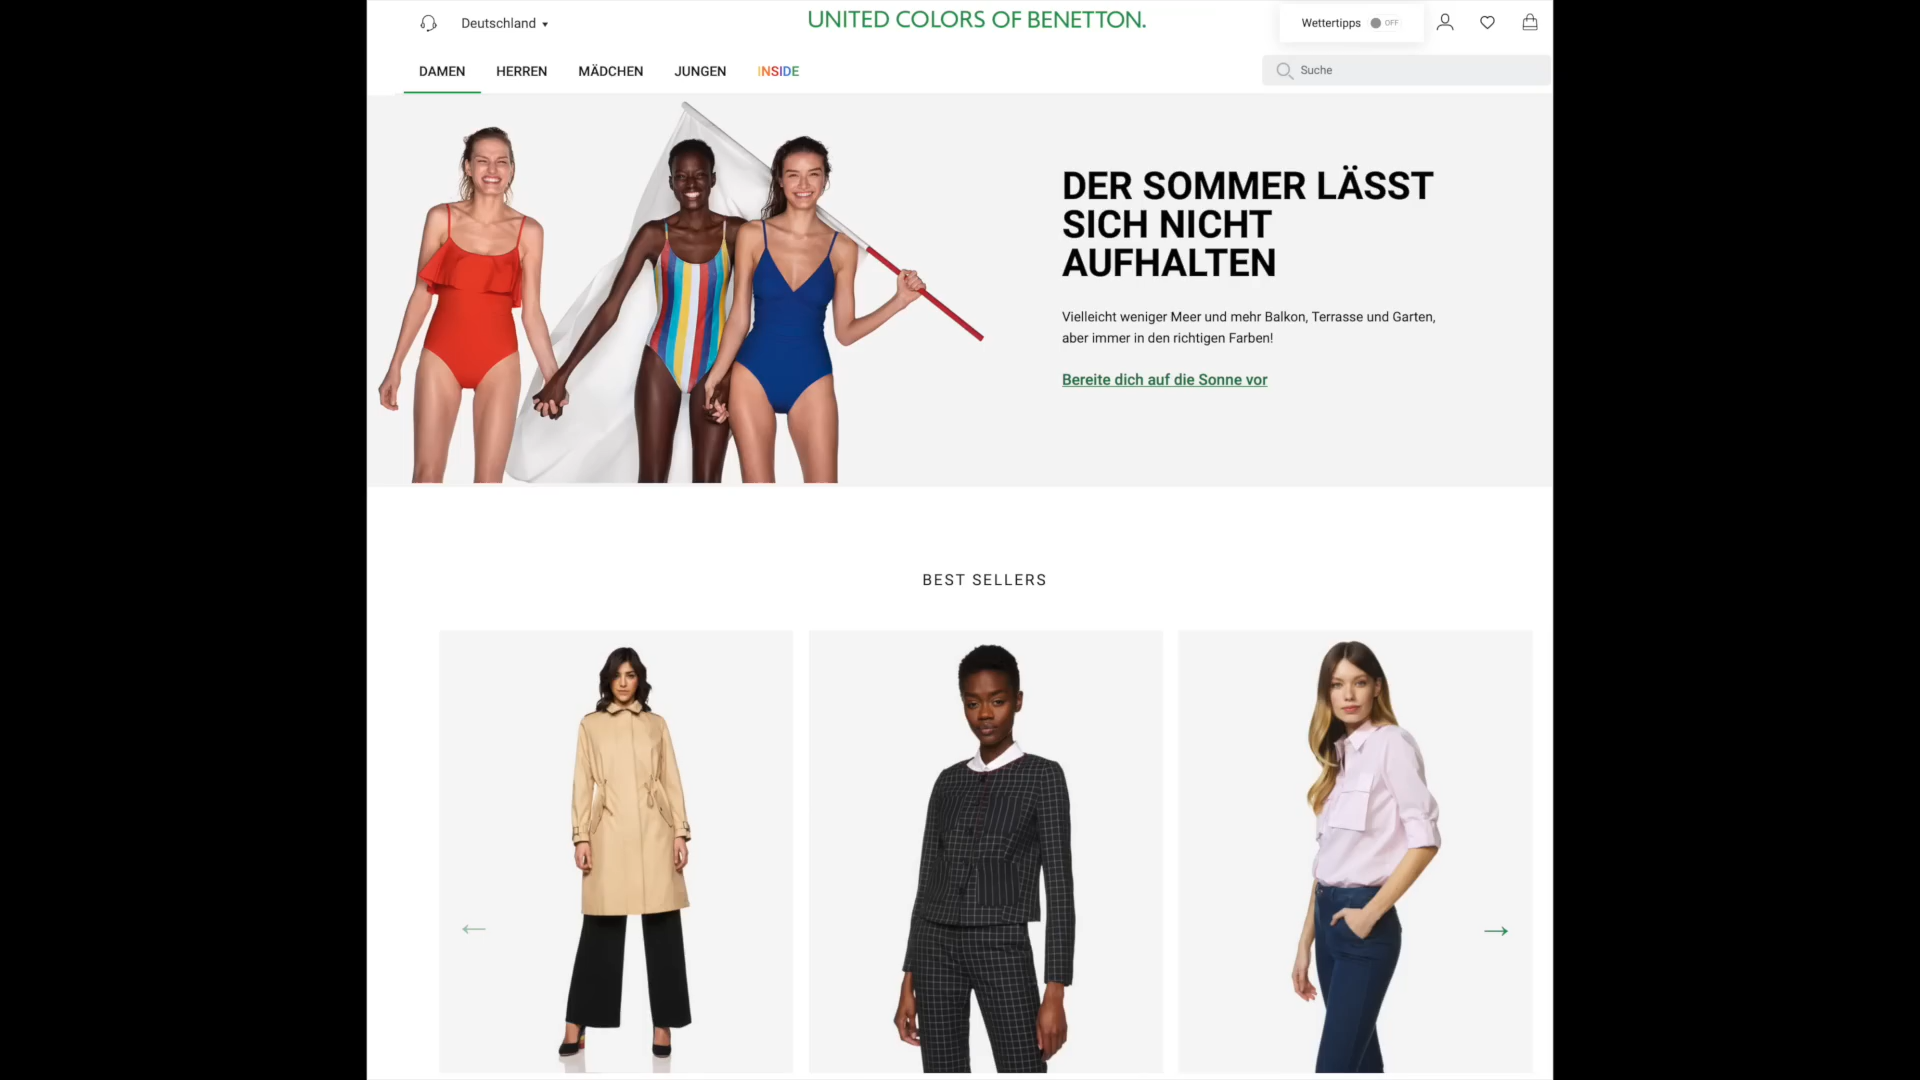 Deutschland
UNITED COLORS OF BENETTON.
Wettertipps OFF
DAMEN HERREN MÄDCHEN JUNGEN INSIDE
Suche
DER SOMMER LÄSST
SICH NICHT
AUFHALTEN
Vielleicht weniger Meer und mehr Balkon, Terrasse und Garten,
aber immer in den richtigen Farben!
Bereite dich auf die Sonne vor
BEST SELLERS